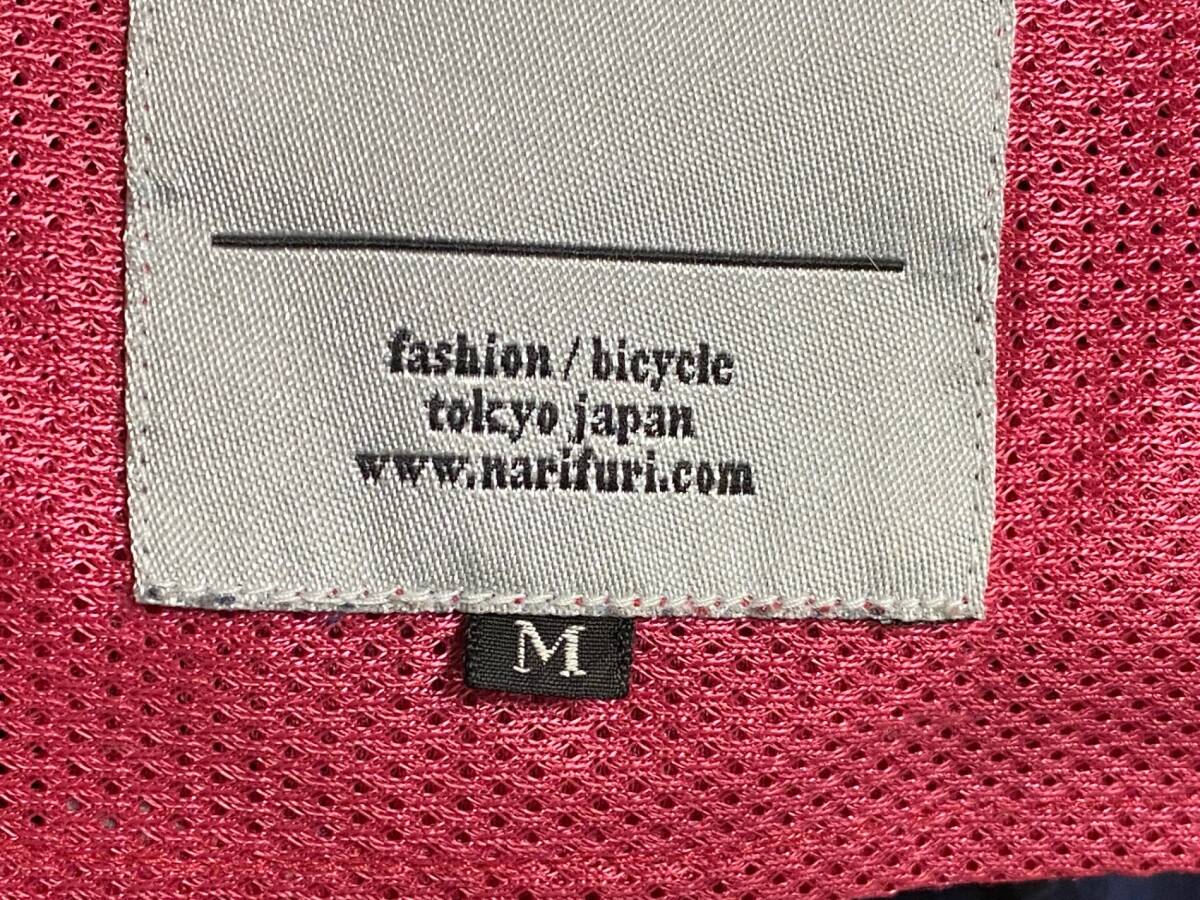 fashion / bicycle
tokyo japan
www.narifuri.com
M